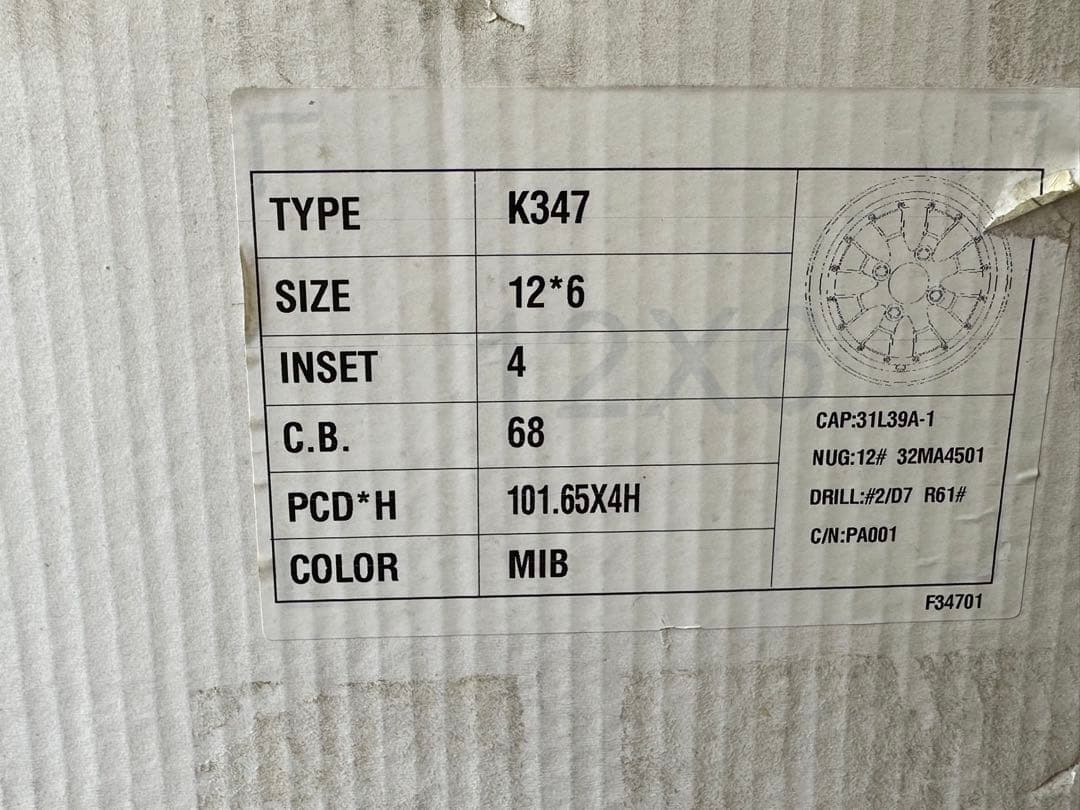 TYPE K347
SIZE 12*6
INSET 4
C.B. 68
PCD*H 101.65X4H
COLOR MIB
12X6
CAP:31L39A-1
NUG:12# 32MA4501
DRILL:#2/D7 R61#
C/N:PA001
F34701